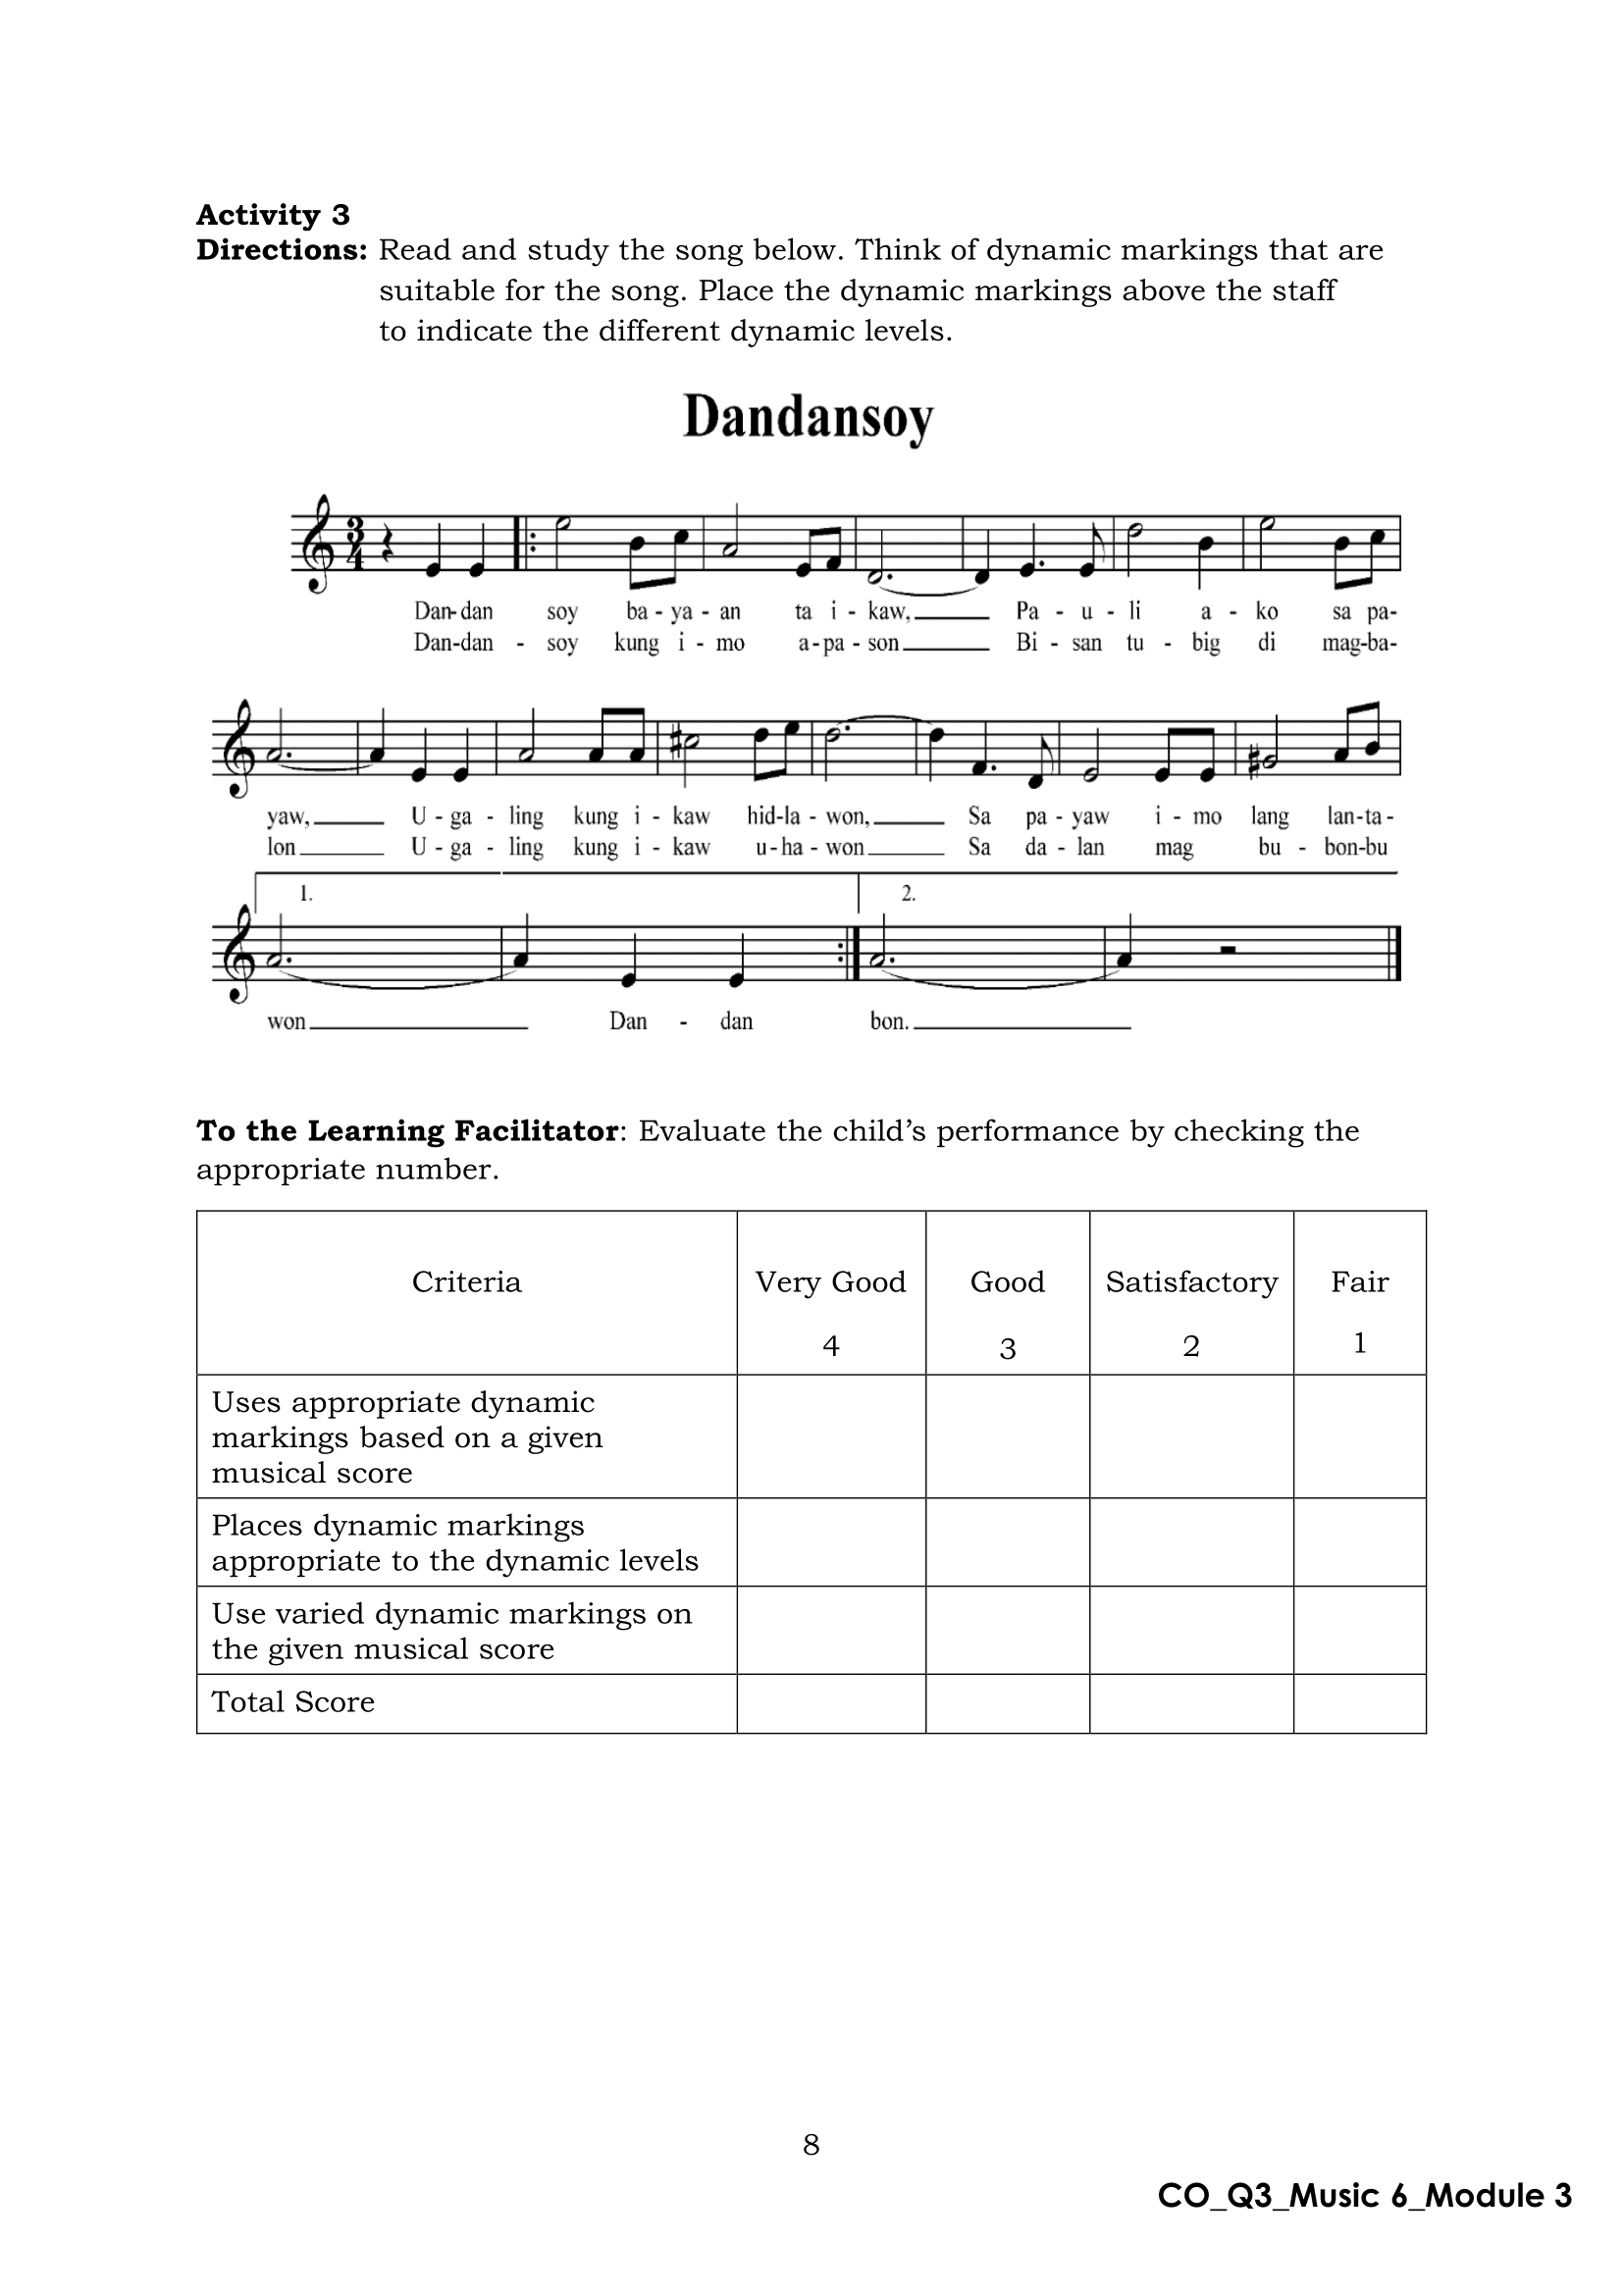 Activity 3
Directions: Read and study the song below. Think of dynamic markings that are
suitable for the song. Place the dynamic markings above the staff
to indicate the different dynamic levels.
Dandansoy
3
4
Dan-dan soy ba - ya - an ta i - kaw, Pa - u - li a - ko sa pa-
Dan-dan - soy kung i - mo a - pa - son Bi - san tu - big di mag-ba-
yaw, U - ga - ling kung i - kaw hid-la - won, Sa pa - yaw i - mo lang lan-ta -
lon U - ga - ling kung i - kaw u - ha - won Sa da - lan mag bu - bon-bu
1. 2.
won Dan - dan bon.
To the Learning Facilitator: Evaluate the child’s performance by checking the
appropriate number.
Criteria Very Good Good Satisfactory Fair
4 3 2 1
Uses appropriate dynamic
markings based on a given
musical score
Places dynamic markings
appropriate to the dynamic levels
Use varied dynamic markings on
the given musical score
Total Score
8
CO_Q3_Music 6_Module 3